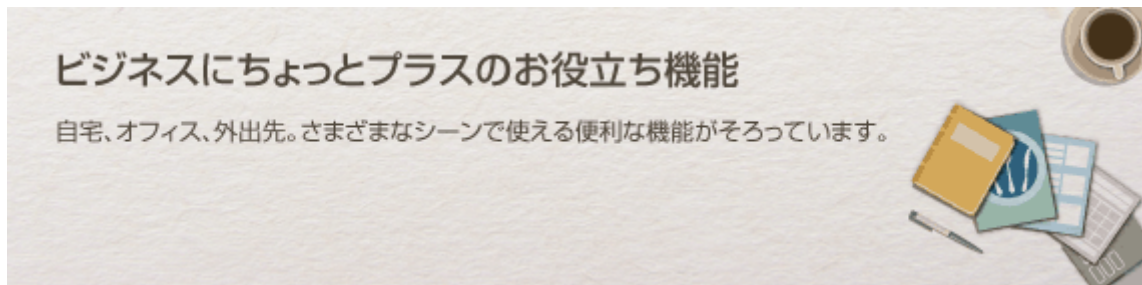 ビジネスにちょっとプラスのお役立ち機能
自宅、オフィス、外出先。さまざまなシーンで使える便利な機能がそろっています。